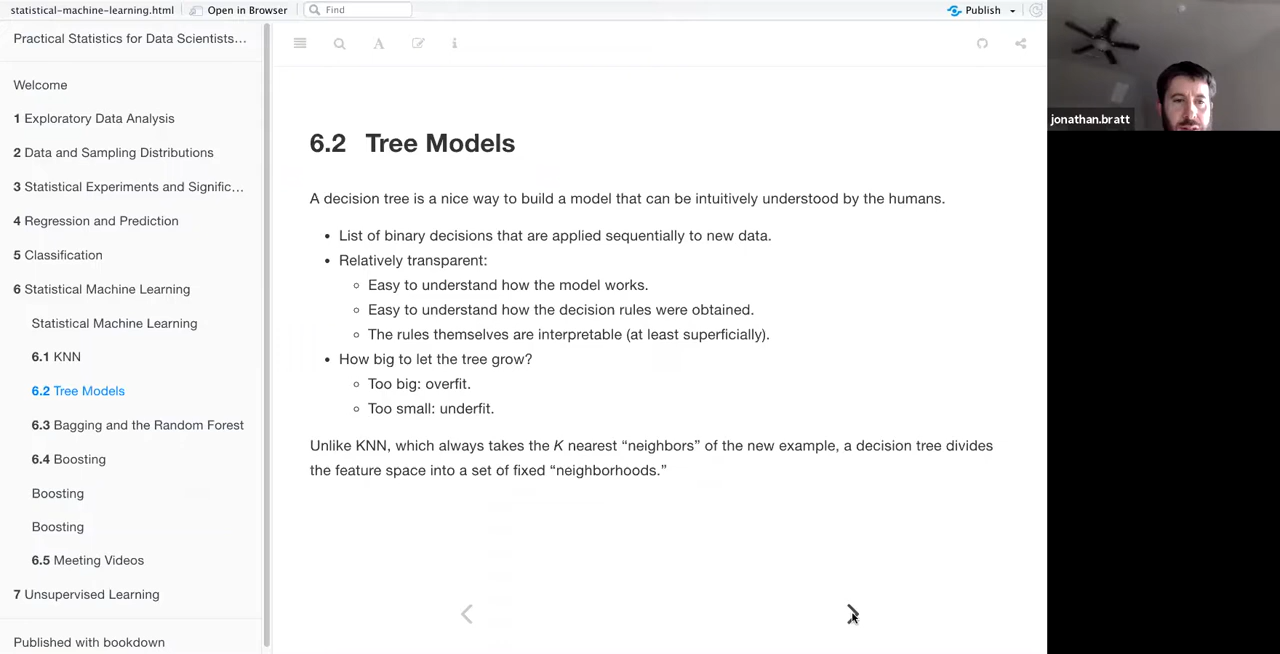 statistical-machine-learning.html
Open in Browser
Find
Publish
Practical Statistics for Data Scientists…
Welcome
1 Exploratory Data Analysis
2 Data and Sampling Distributions
3 Statistical Experiments and Signific…
4 Regression and Prediction
5 Classification
6 Statistical Machine Learning
Statistical Machine Learning
6.1 KNN
6.2 Tree Models
6.3 Bagging and the Random Forest
6.4 Boosting
Boosting
Boosting
6.5 Meeting Videos
7 Unsupervised Learning
Published with bookdown
A
i
6.2 Tree Models
A decision tree is a nice way to build a model that can be intuitively understood by the humans.
• List of binary decisions that are applied sequentially to new data.
• Relatively transparent:
◦ Easy to understand how the model works.
◦ Easy to understand how the decision rules were obtained.
◦ The rules themselves are interpretable (at least superficially).
• How big to let the tree grow?
◦ Too big: overfit.
◦ Too small: underfit.
Unlike KNN, which always takes the K nearest “neighbors” of the new example, a decision tree divides
the feature space into a set of fixed “neighborhoods.”
jonathan.bratt